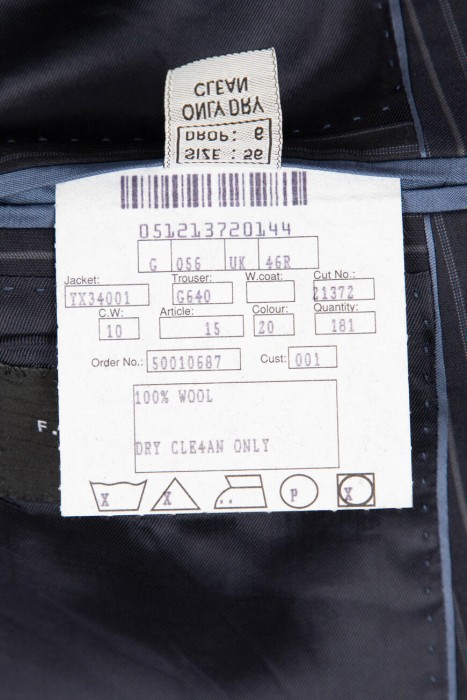 CLEAN
ONLY DRY
DROP: 6
SIZE : 56
051213720144
G 056 UK 46R
Jacket: Trouser: W.coat: Cut No.:
YX34001 G640 21372
C.W: Article: Colour: Quantity:
10 15 20 181
Order No.: 50010687 Cust: 001
100% WOOL
DRY CLE4AN ONLY
X X P X
F.